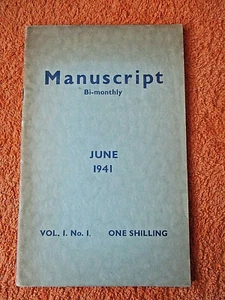 Manuscript
Bi-monthly
JUNE
1941
VOL. I. No. I. ONE SHILLING